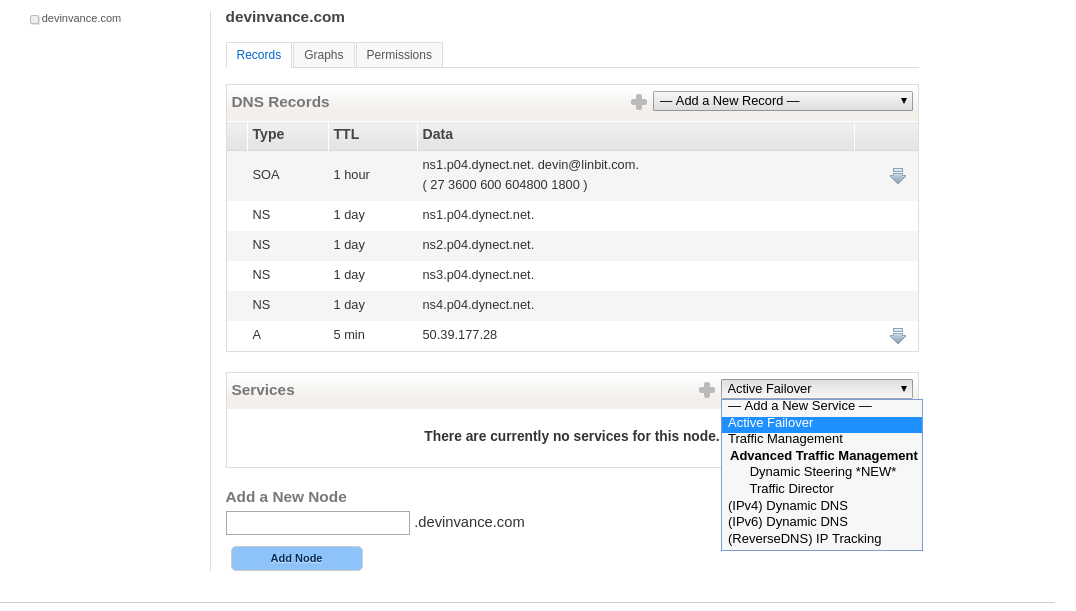 devinvance.com
devinvance.com
Records Graphs Permissions
DNS Records — Add a New Record —
Type TTL Data
SOA 1 hour ns1.p04.dynect.net. devin@linbit.com.
( 27 3600 600 604800 1800 )
NS 1 day ns1.p04.dynect.net.
NS 1 day ns2.p04.dynect.net.
NS 1 day ns3.p04.dynect.net.
NS 1 day ns4.p04.dynect.net.
A 5 min 50.39.177.28
Services Active Failover
— Add a New Service —
Active Failover
Traffic Management
Advanced Traffic Management
Dynamic Steering *NEW*
Traffic Director
(IPv4) Dynamic DNS
(IPv6) Dynamic DNS
(ReverseDNS) IP Tracking
There are currently no services for this node.
Add a New Node
.devinvance.com
Add Node